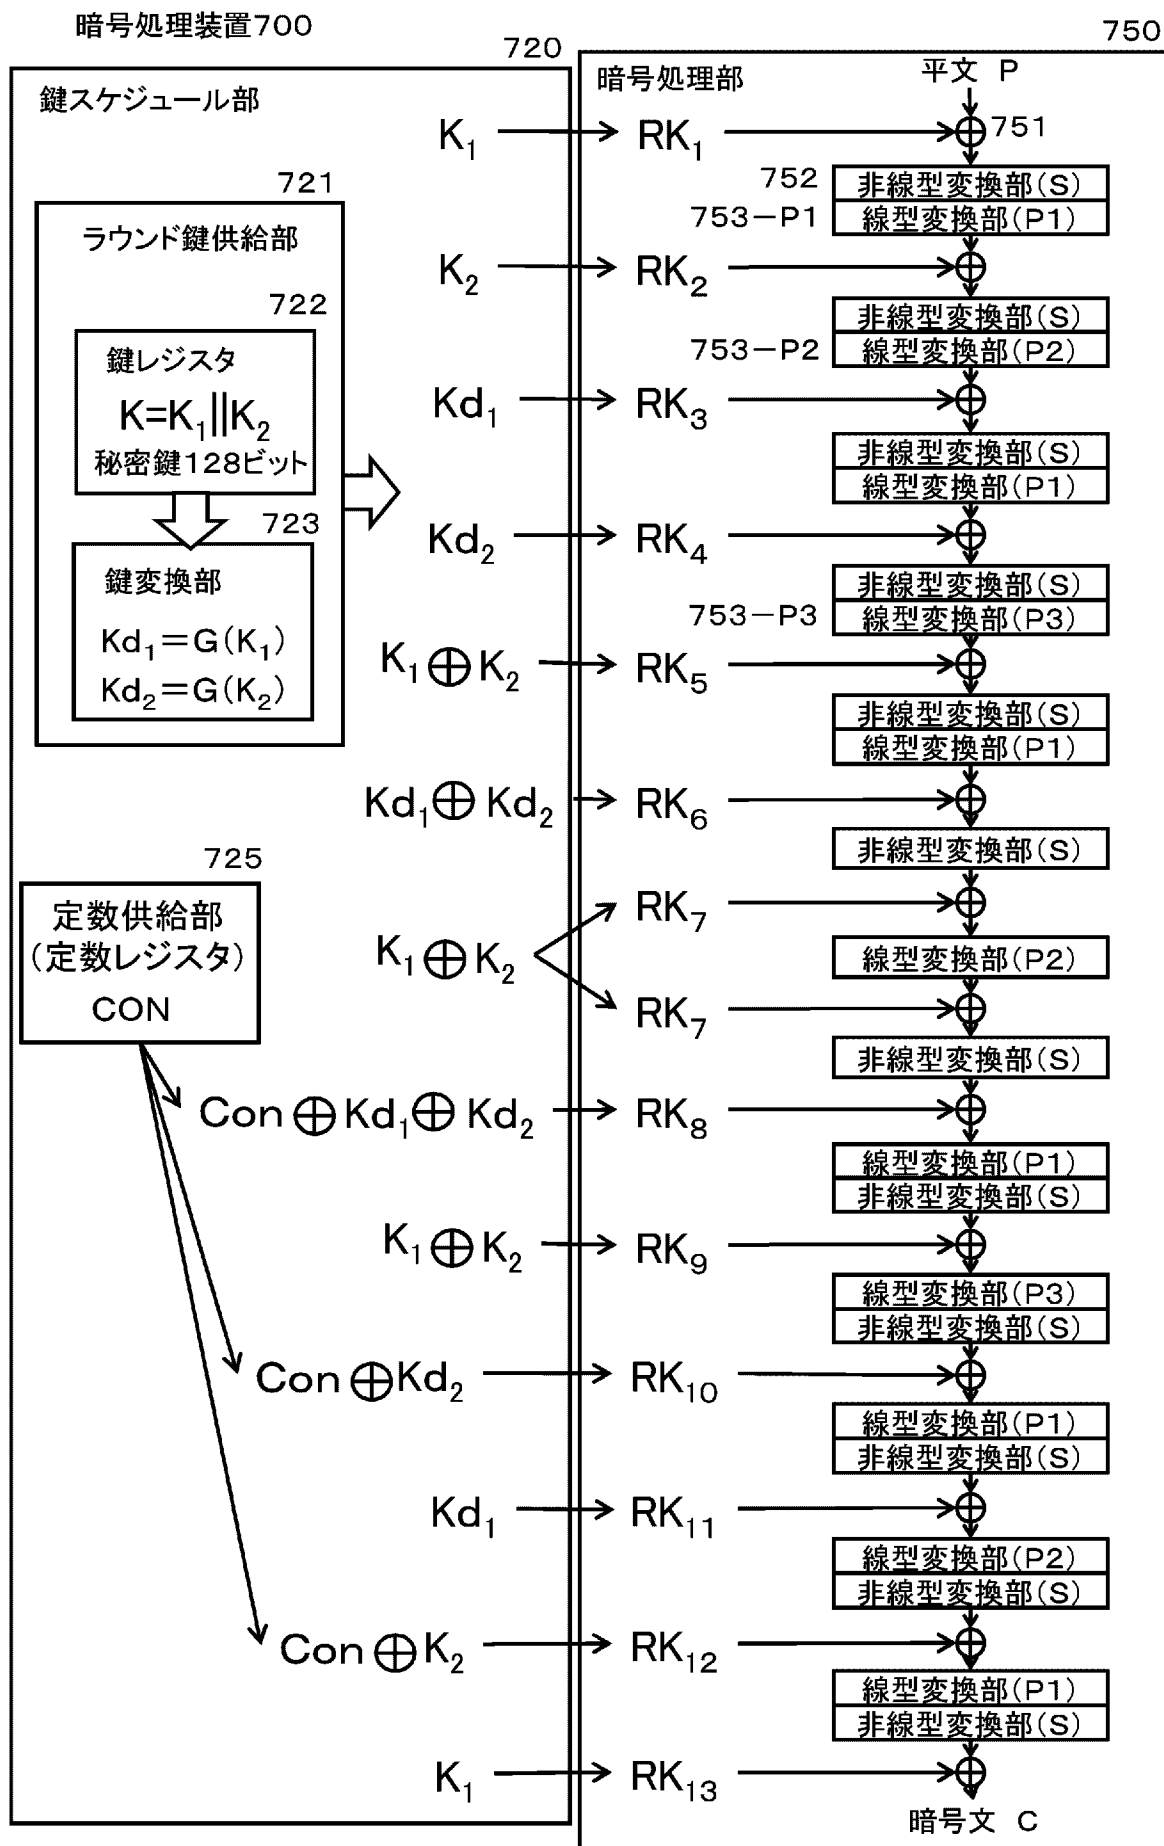 暗号処理装置700
720
750
鍵スケジュール部
721
ラウンド鍵供給部
722
鍵レジスタ
K=K₁||K₂
秘密鍵128ビット
723
鍵変換部
Kd₁=G(K₁)
Kd₂=G(K₂)
725
定数供給部
(定数レジスタ)
CON
K₁
K₂
Kd₁
Kd₂
K₁⊕K₂
Kd₁⊕Kd₂
K₁⊕K₂
Con⊕Kd₁⊕Kd₂
K₁⊕K₂
Con⊕Kd₂
Kd₁
Con⊕K₂
K₁
暗号処理部
平文 P
RK₁
751
752
非線型変換部(S)
753-P1
線型変換部(P1)
RK₂
非線型変換部(S)
753-P2
線型変換部(P2)
RK₃
非線型変換部(S)
線型変換部(P1)
RK₄
非線型変換部(S)
753-P3
線型変換部(P3)
RK₅
非線型変換部(S)
線型変換部(P1)
RK₆
非線型変換部(S)
RK₇
線型変換部(P2)
RK₇
非線型変換部(S)
RK₈
線型変換部(P1)
非線型変換部(S)
RK₉
線型変換部(P3)
非線型変換部(S)
RK₁₀
線型変換部(P1)
非線型変換部(S)
RK₁₁
線型変換部(P2)
非線型変換部(S)
RK₁₂
線型変換部(P1)
非線型変換部(S)
RK₁₃
暗号文 C